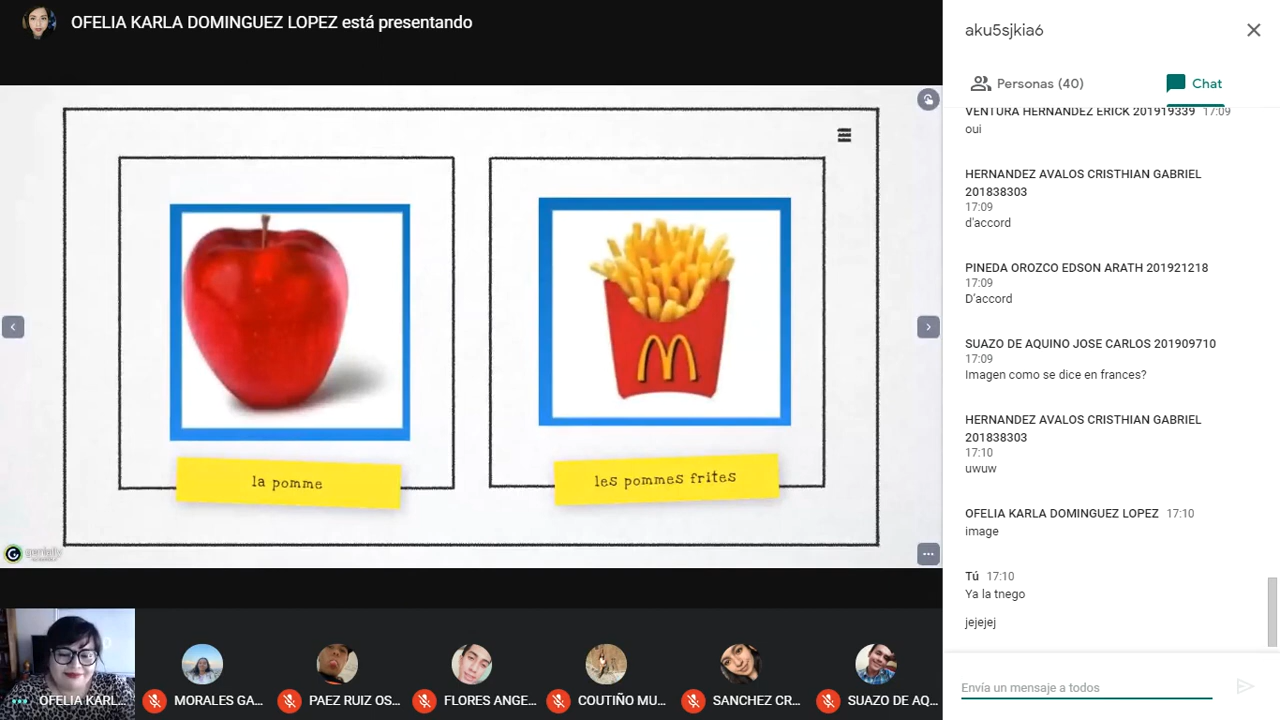 OFELIA KARLA DOMINGUEZ LOPEZ está presentando
la pomme
les pommes frites
genially
OFELIA KARL...
MORALES GA...
PAEZ RUIZ OS...
FLORES ANGE...
COUTIÑO MU...
SANCHEZ CR...
SUAZO DE AQ...
aku5sjkia6
Personas (40)
Chat
VENTURA HERNANDEZ ERICK 201919339 17:09
oui
HERNANDEZ AVALOS CRISTHIAN GABRIEL
201838303
17:09
d'accord
PINEDA OROZCO EDSON ARATH 201921218
17:09
D'accord
SUAZO DE AQUINO JOSE CARLOS 201909710
17:09
Imagen como se dice en frances?
HERNANDEZ AVALOS CRISTHIAN GABRIEL
201838303
17:10
uwuw
OFELIA KARLA DOMINGUEZ LOPEZ 17:10
image
Tú 17:10
Ya la tnego
jejejej
Envía un mensaje a todos